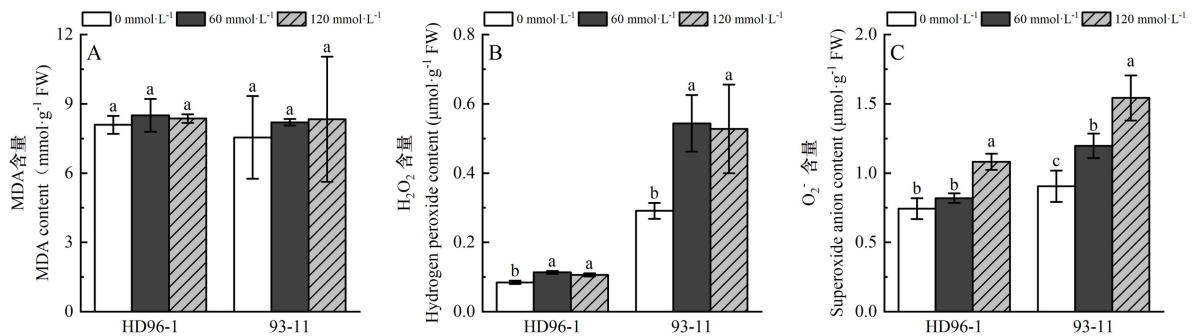 0 mmol·L⁻¹ 60 mmol·L⁻¹ 120 mmol·L⁻¹
A
MDA含量
MDA content（mmol·g⁻¹ FW)
12
9
6
3
0
a a a a a a
HD96-1 93-11
0 mmol·L⁻¹ 60 mmol·L⁻¹ 120 mmol·L⁻¹
B
H₂O₂ 含量
Hydrogen peroxide content (μmol·g⁻¹ FW)
0.8
0.6
0.4
0.2
0.0
b a a b a a
HD96-1 93-11
0 mmol·L⁻¹ 60 mmol·L⁻¹ 120 mmol·L⁻¹
C
O₂⁻ 含量
Superoxide anion content (μmol·g⁻¹ FW)
2.0
1.5
1.0
0.5
0.0
b b a c b a
HD96-1 93-11